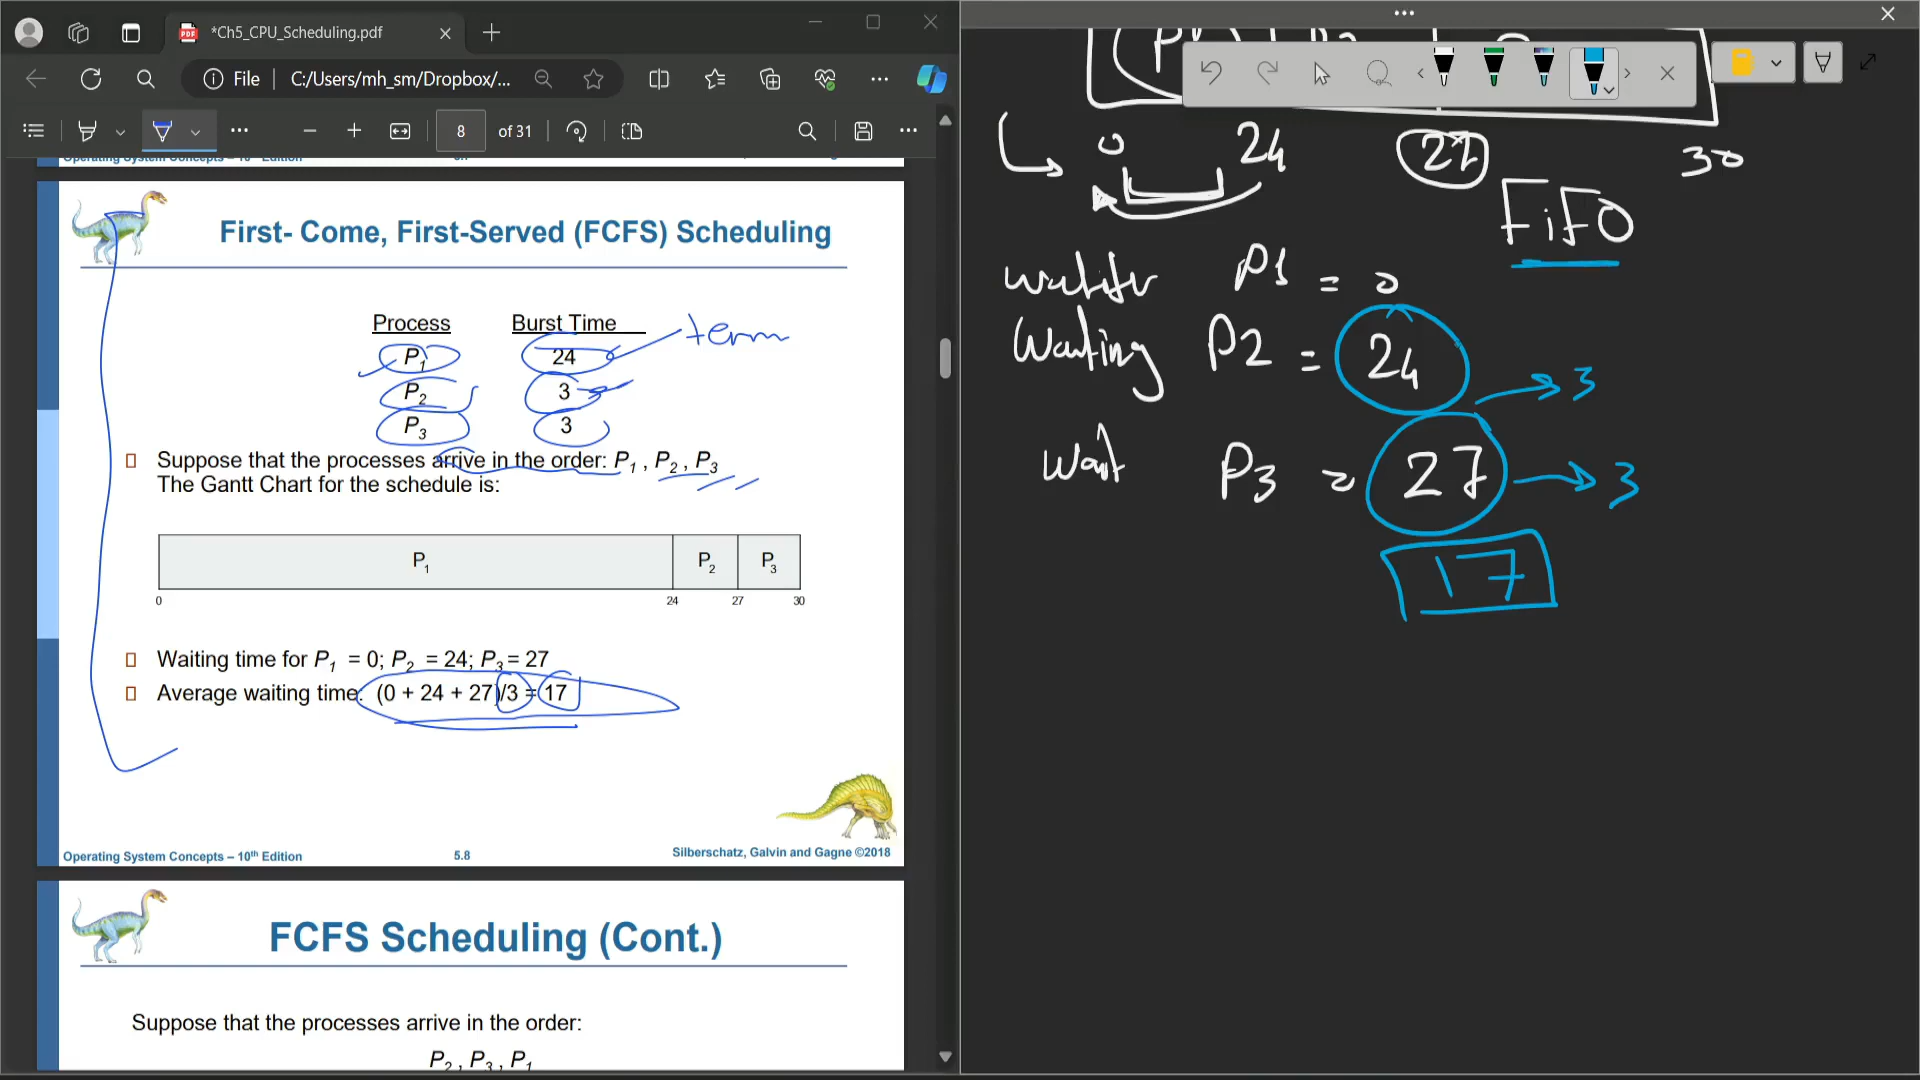 *Ch5_CPU_Scheduling.pdf
File
C:/Users/mh_sm/Dropbox/...
8 of 31
Operating System Concepts – 10th Edition
First- Come, First-Served (FCFS) Scheduling
Process Burst Time
term
P1 24
P2 3
P3 3
Suppose that the processes arrive in the order: P1 , P2 , P3
The Gantt Chart for the schedule is:
P1 P2 P3
0 24 27 30
Waiting time for P1 = 0; P2 = 24; P3 = 27
Average waiting time: (0 + 24 + 27)/3 = 17
Operating System Concepts – 10th Edition
5.8
Silberschatz, Galvin and Gagne ©2018
FCFS Scheduling (Cont.)
Suppose that the processes arrive in the order:
P2 , P3 , P1
0 24 27 30
FiFO
P1 = 0
Waiting P2 = 24
3
Wait P3 = 27
3
17